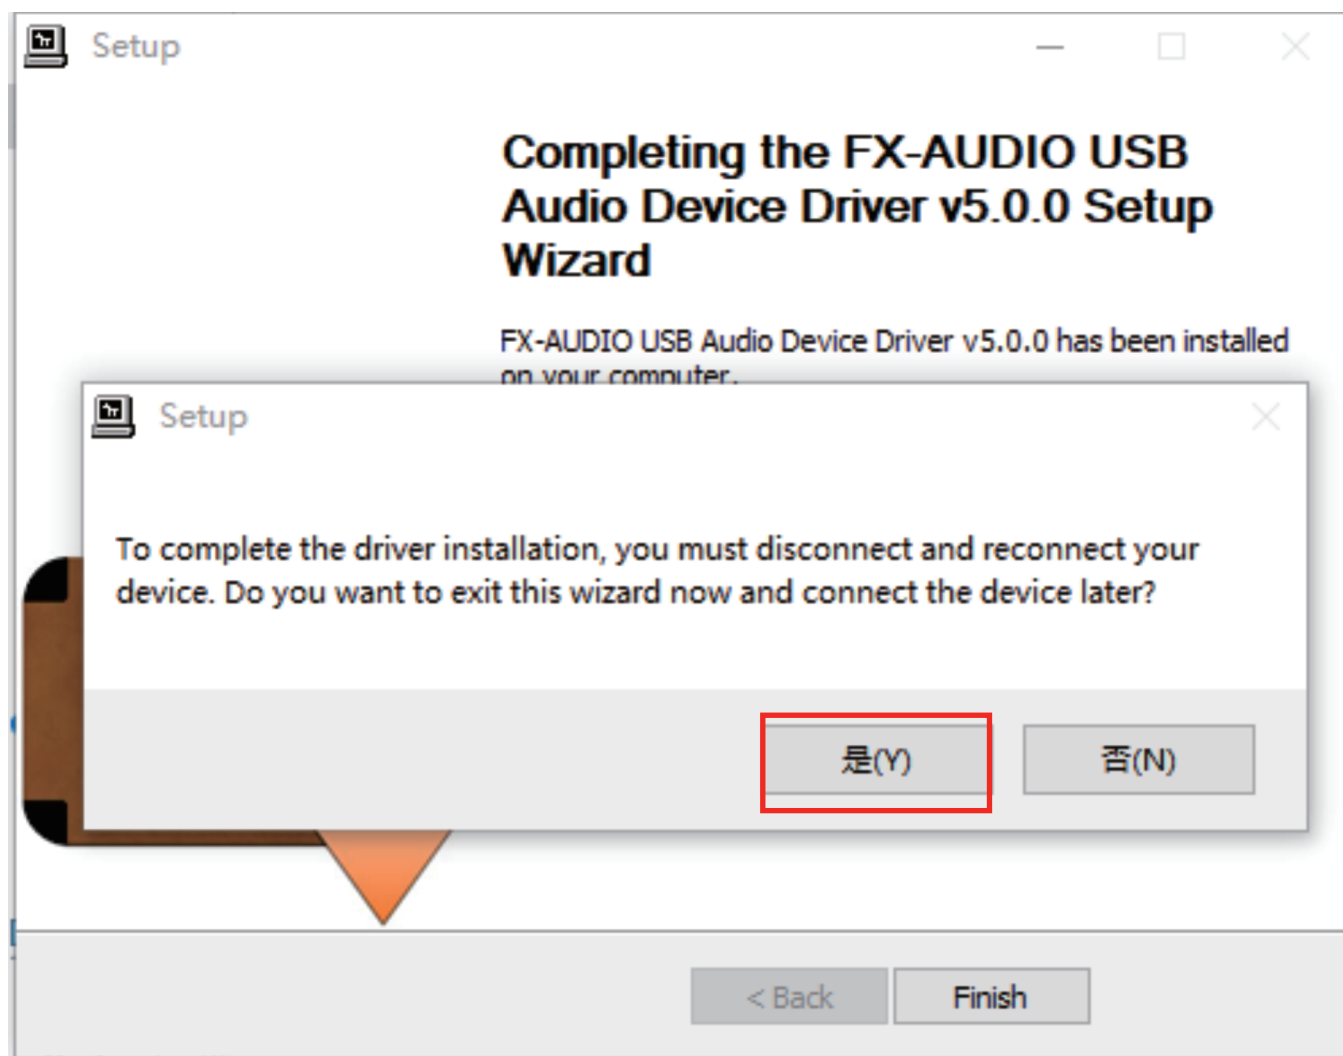 Setup
Completing the FX-AUDIO USB
Audio Device Driver v5.0.0 Setup
Wizard
FX-AUDIO USB Audio Device Driver v5.0.0 has been installed
on your computer.
Setup
To complete the driver installation, you must disconnect and reconnect your
device. Do you want to exit this wizard now and connect the device later?
是(Y)
否(N)
< Back
Finish